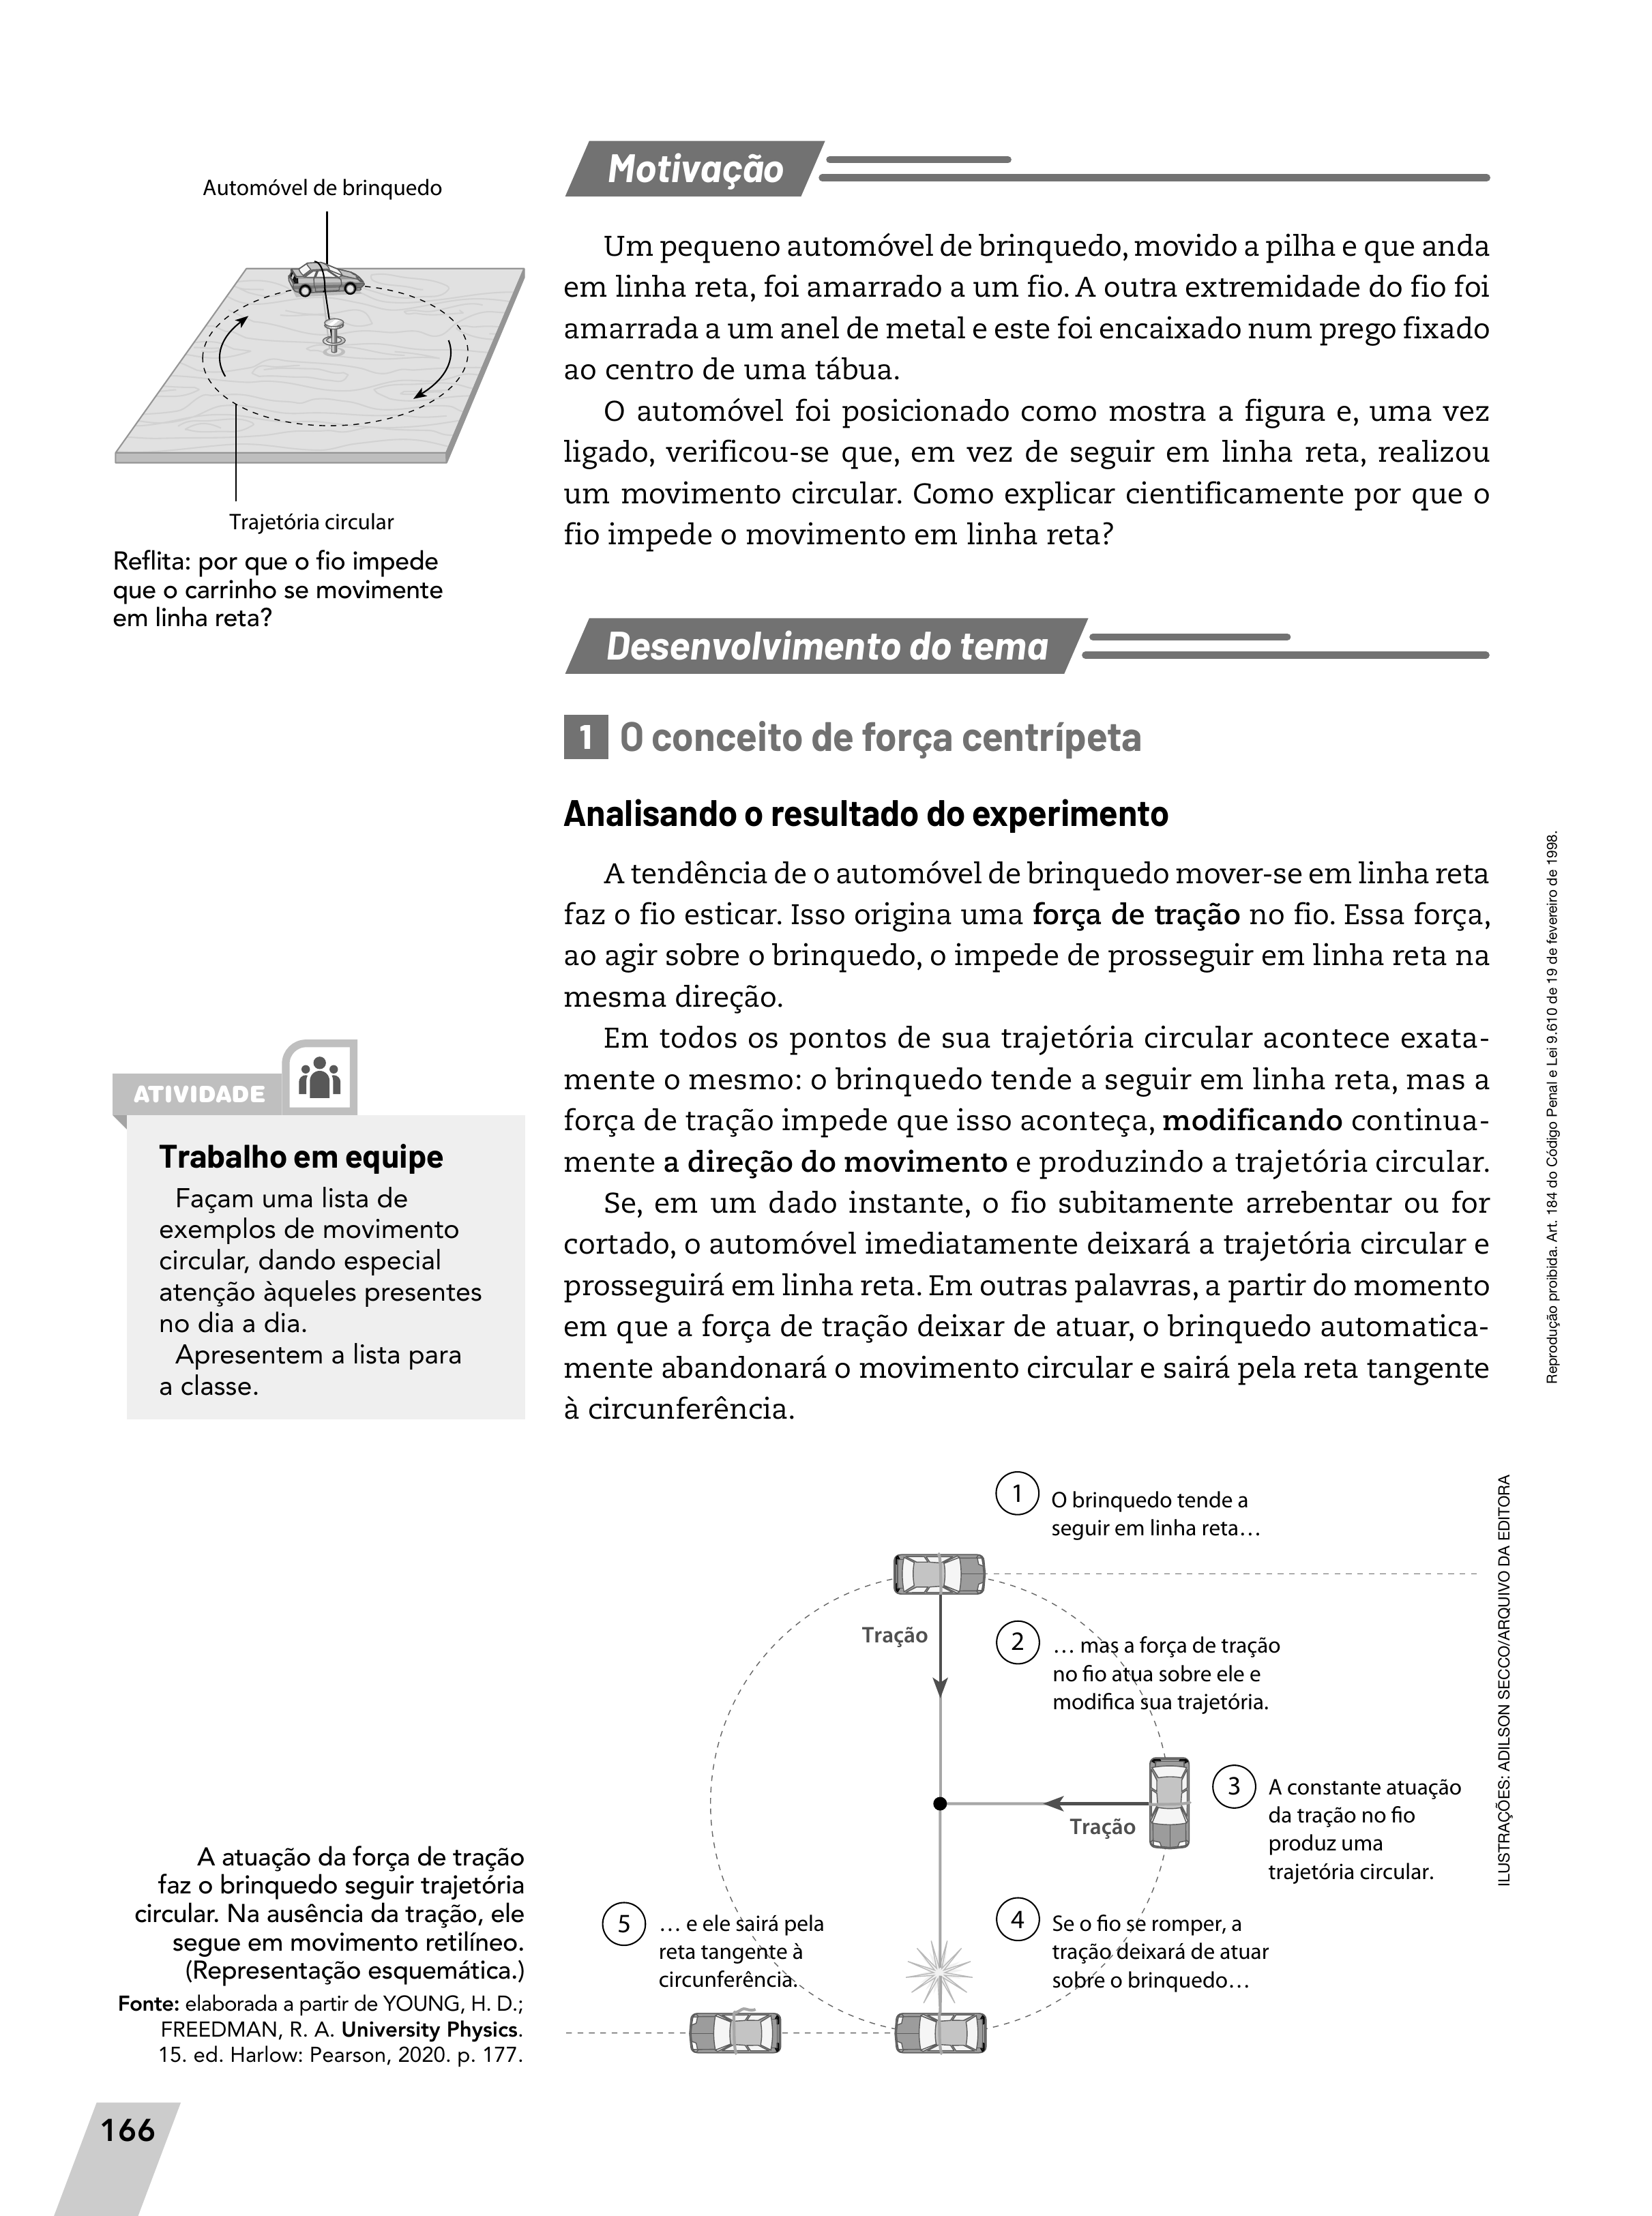 Motivação
Automóvel de brinquedo
Trajetória circular
Reflita: por que o fio impede
que o carrinho se movimente
em linha reta?
Um pequeno automóvel de brinquedo, movido a pilha e que anda
em linha reta, foi amarrado a um fio. A outra extremidade do fio foi
amarrada a um anel de metal e este foi encaixado num prego fixado
ao centro de uma tábua.
O automóvel foi posicionado como mostra a figura e, uma vez
ligado, verificou-se que, em vez de seguir em linha reta, realizou
um movimento circular. Como explicar cientificamente por que o
fio impede o movimento em linha reta?
Desenvolvimento do tema
1 O conceito de força centrípeta
Analisando o resultado do experimento
A tendência de o automóvel de brinquedo mover-se em linha reta
faz o fio esticar. Isso origina uma força de tração no fio. Essa força,
ao agir sobre o brinquedo, o impede de prosseguir em linha reta na
mesma direção.
Em todos os pontos de sua trajetória circular acontece exata-
mente o mesmo: o brinquedo tende a seguir em linha reta, mas a
força de tração impede que isso aconteça, modificando continua-
mente a direção do movimento e produzindo a trajetória circular.
Se, em um dado instante, o fio subitamente arrebentar ou for
cortado, o automóvel imediatamente deixará a trajetória circular e
prosseguirá em linha reta. Em outras palavras, a partir do momento
em que a força de tração deixar de atuar, o brinquedo automatica-
mente abandonará o movimento circular e sairá pela reta tangente
à circunferência.
ATIVIDADE
Trabalho em equipe
Façam uma lista de
exemplos de movimento
circular, dando especial
atenção àqueles presentes
no dia a dia.
Apresentem a lista para
a classe.
1 O brinquedo tende a
seguir em linha reta…
Tração
2 … mas a força de tração
no fio atua sobre ele e
modifica sua trajetória.
Tração
3 A constante atuação
da tração no fio
produz uma
trajetória circular.
4 Se o fio se romper, a
tração deixará de atuar
sobre o brinquedo…
5 … e ele sairá pela
reta tangente à
circunferência.
A atuação da força de tração
faz o brinquedo seguir trajetória
circular. Na ausência da tração, ele
segue em movimento retilíneo.
(Representação esquemática.)
Fonte: elaborada a partir de YOUNG, H. D.;
FREEDMAN, R. A. University Physics.
15. ed. Harlow: Pearson, 2020. p. 177.
Reprodução proibida. Art. 184 do Código Penal e Lei 9.610 de 19 de fevereiro de 1998.
ILUSTRAÇÕES: ADILSON SECCO/ARQUIVO DA EDITORA
166